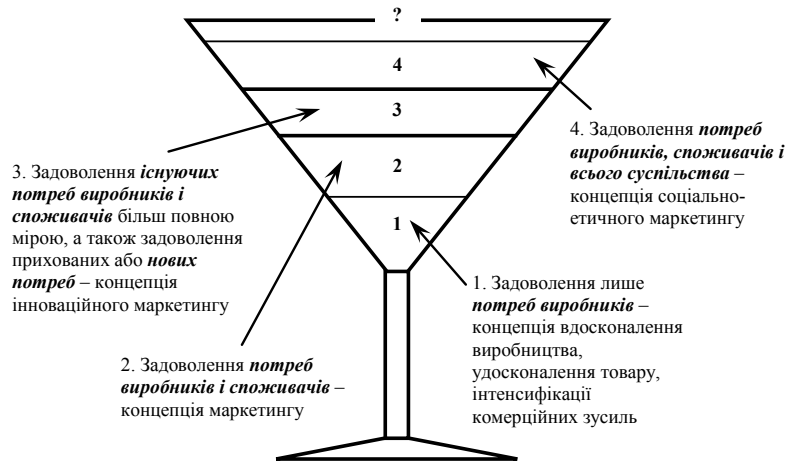 ?
4
3
2
1
4. Задоволення потреб
виробників, споживачів і
всього суспільства –
концепція соціально-
етичного маркетингу
3. Задоволення існуючих
потреб виробників і
споживачів більш повною
мірою, а також задоволення
прихованих або нових
потреб – концепція
інноваційного маркетингу
1. Задоволення лише
потреб виробників –
концепція вдосконалення
виробництва,
удосконалення товару,
інтенсифікації
комерційних зусиль
2. Задоволення потреб
виробників і споживачів –
концепція маркетингу